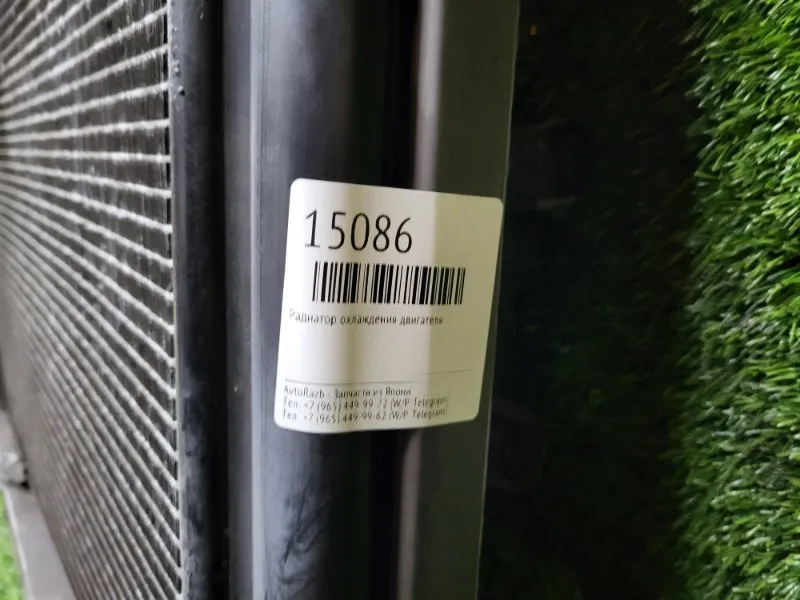 15086
Радиатор охлаждения двигателя
AvtoRazb - Запчасти из Японии
Тел. +7 (965) 449-99-72 (W/P, Telegram)
Тел. +7 (965) 449-99-62 (W/P, Telegram)